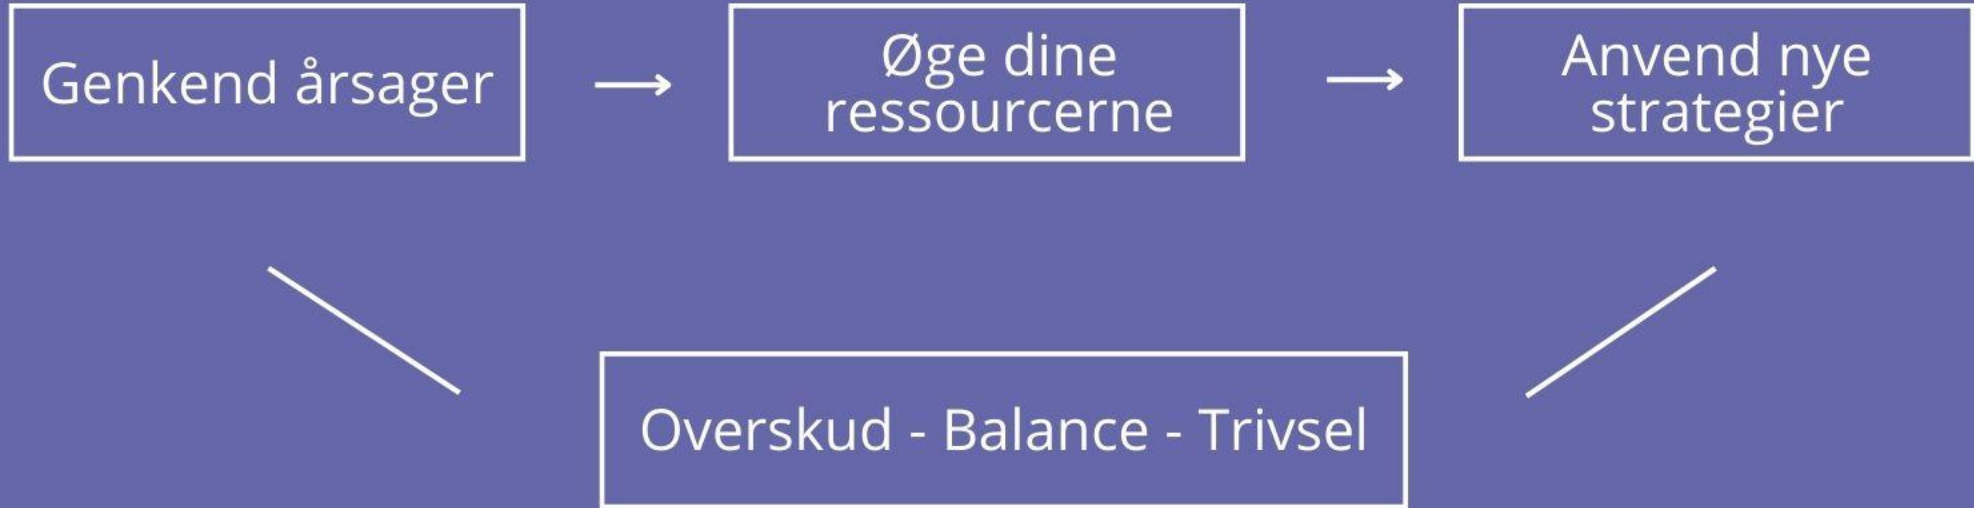 Genkend årsager
Øge dine
ressourcerne
Anvend nye
strategier
Overskud - Balance - Trivsel